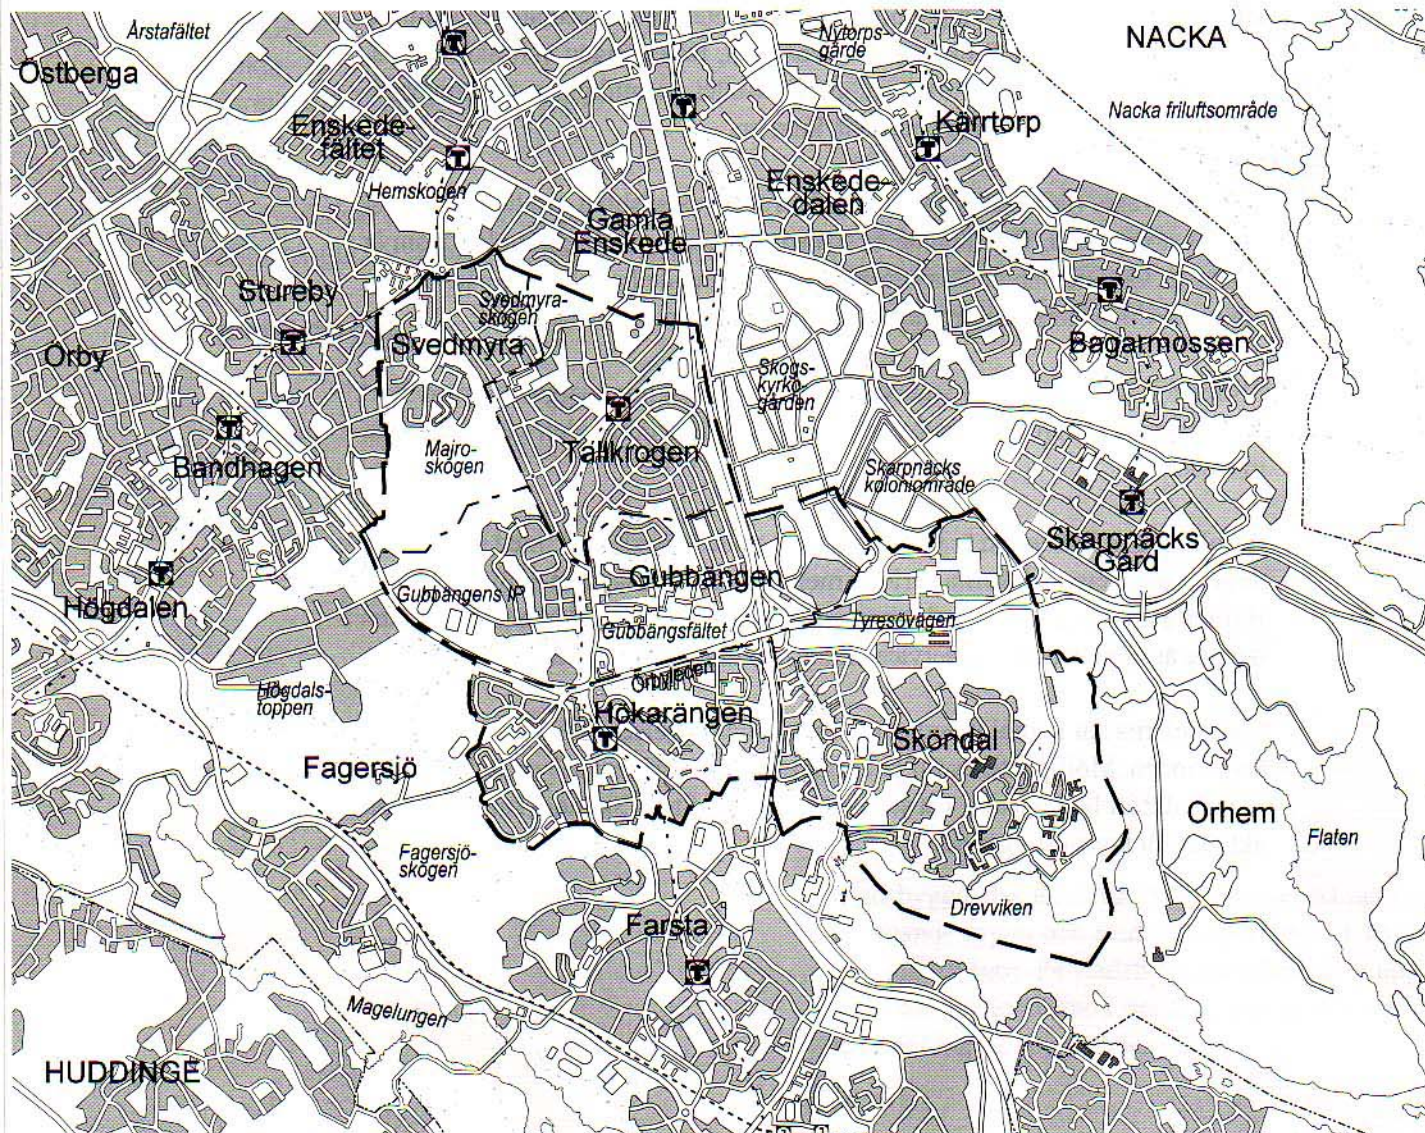 Årstafältet
Nytorps-
gärde
NACKA
Östberga
Nacka friluftsområde
Enskede-
fältet
Kärrtorp
Hemskogen
Enskede-
dalen
Gamla
Enskede
Stureby
Svedmyra-
skogen
Svedmyra
Örby
Bagarmossen
Skogs-
kyrko-
gården
Tallkrogen
Majro-
skogen
Bandhagen
Skarpnäcks
koloniområde
Skarpnäcks
Gård
Gubbängen
Högdalen
Gubbängens IP
Gubbängsfältet
Tyresövägen
Örbyleden
Högdals-
toppen
Hökarängen
Sköndal
Fagersjö
Orhem
Flaten
Fagersjö-
skogen
Drevviken
Farsta
Magelungen
HUDDINGE
T
T
T
T
T
T
T
T
T
T
T
T